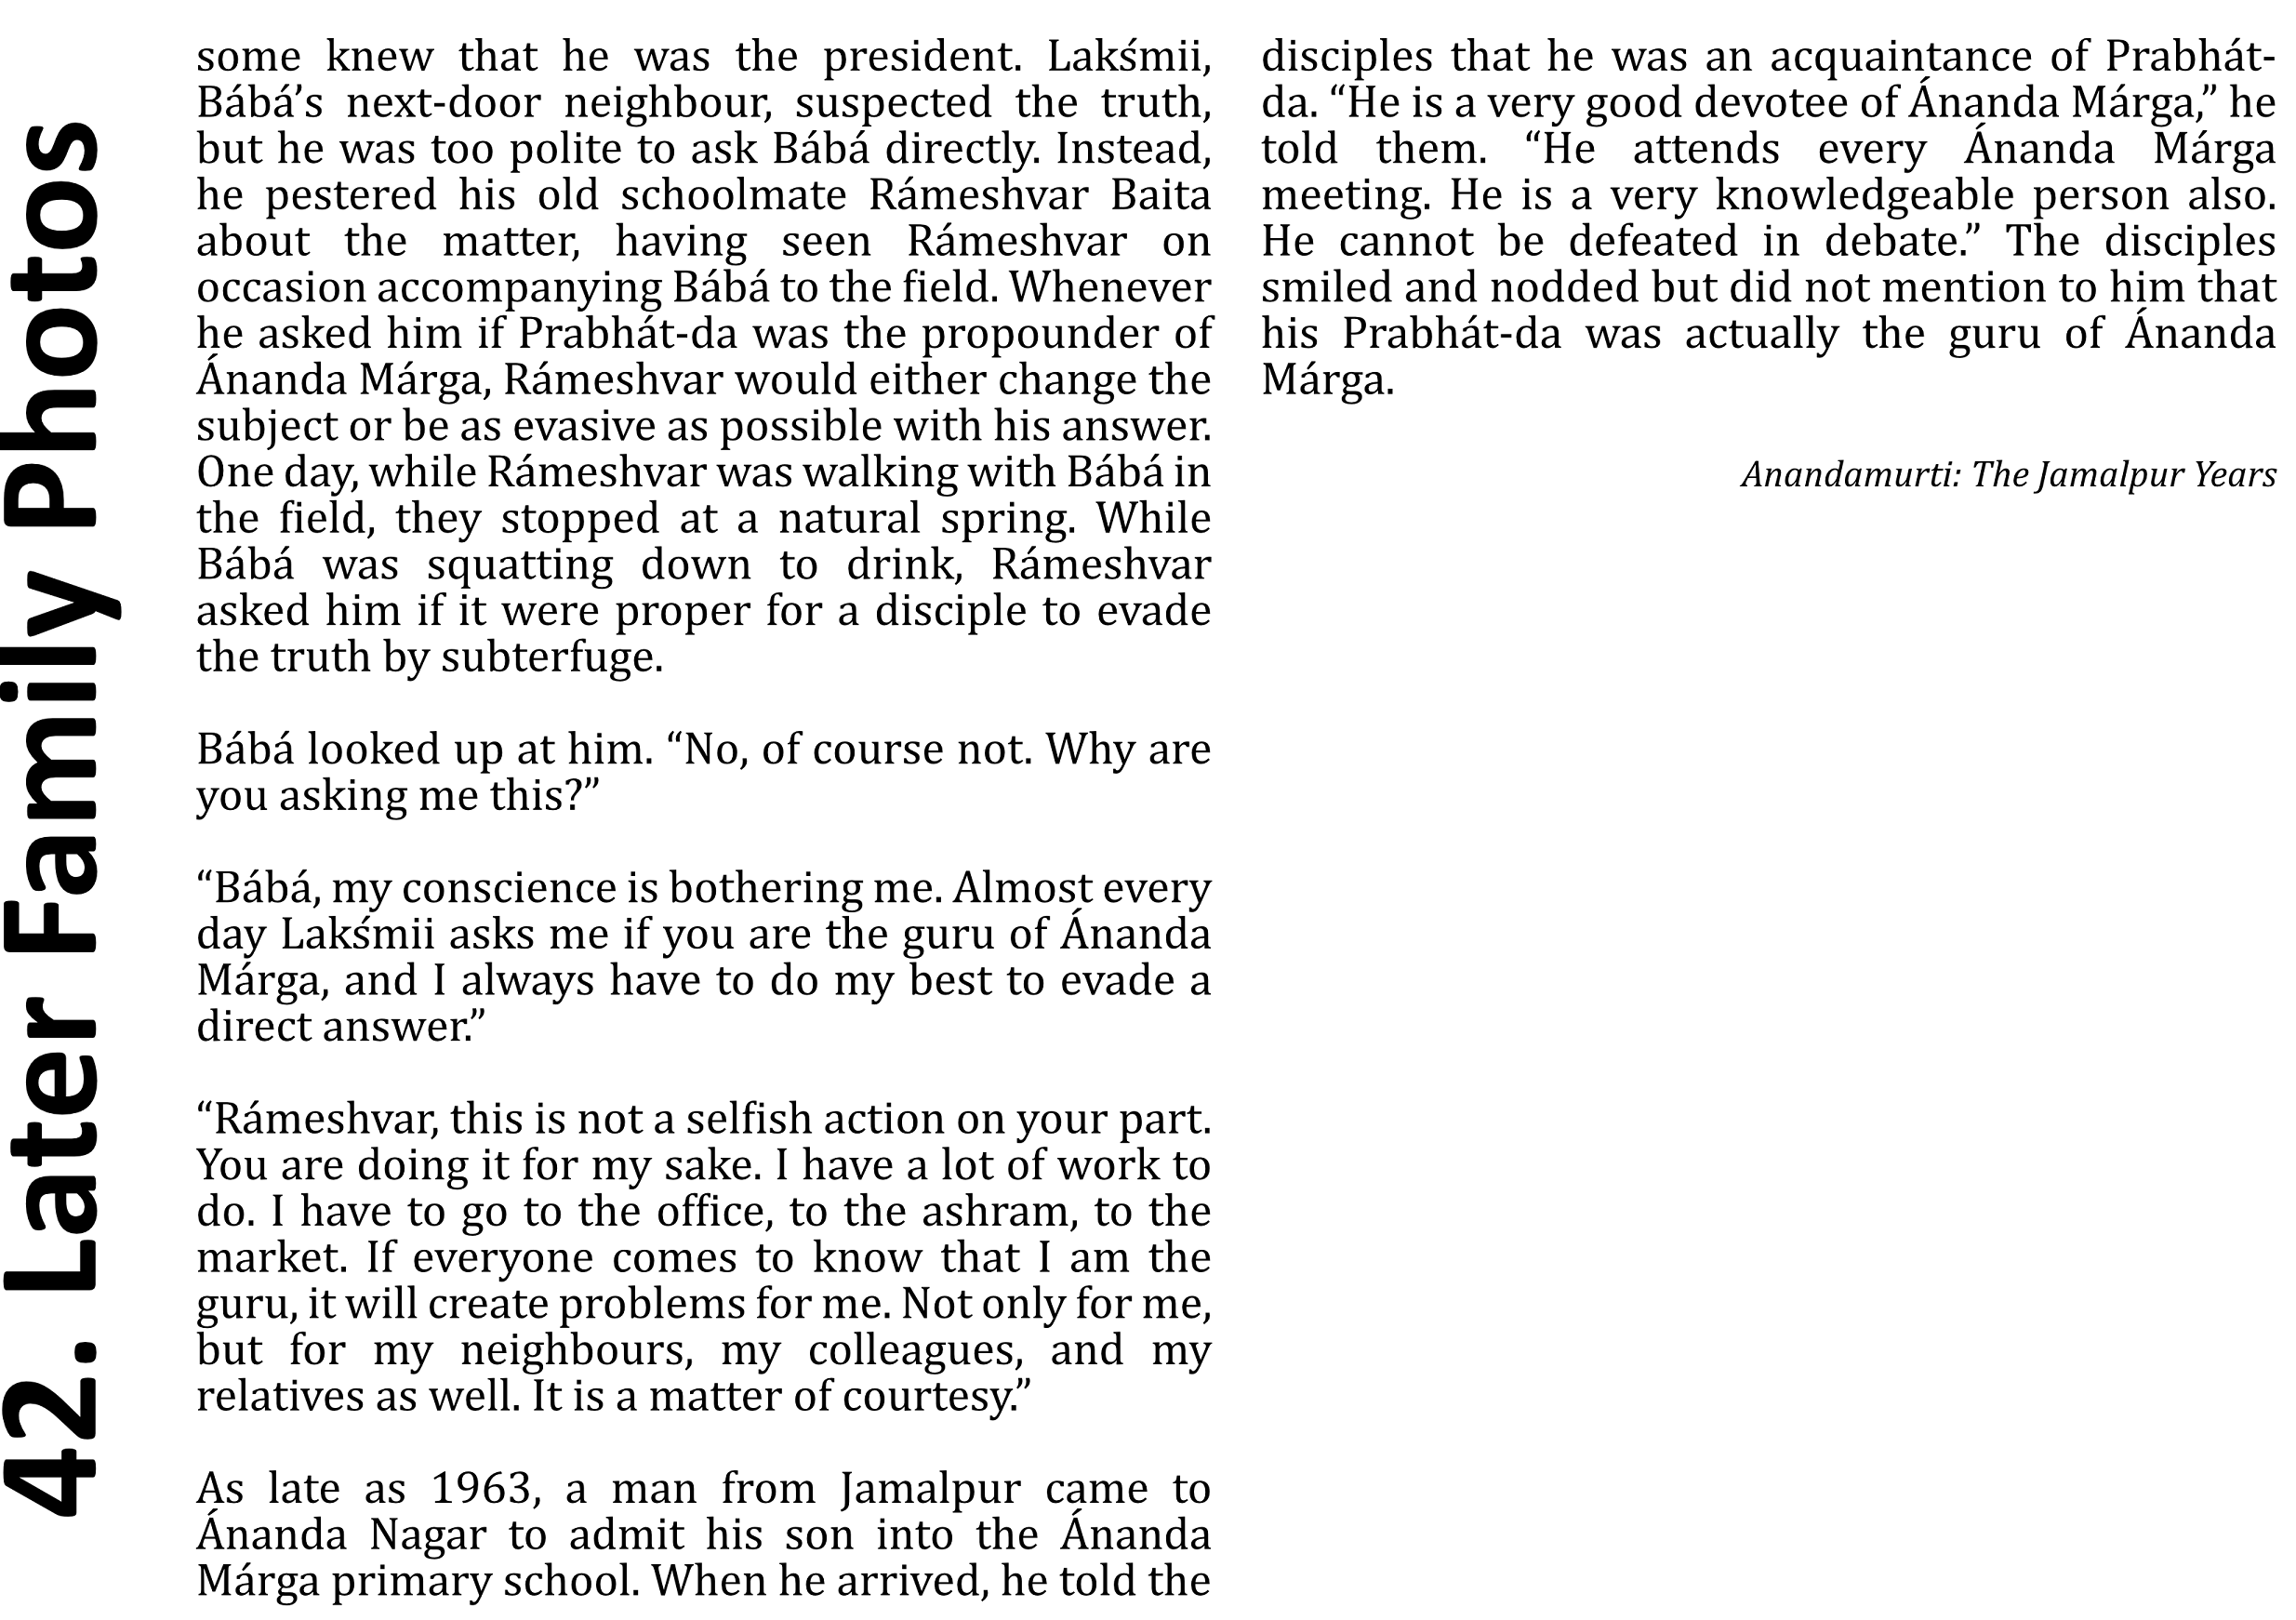 42. Later Family Photos
some knew that he was the president. Lakśmii,
Bábá’s next-door neighbour, suspected the truth,
but he was too polite to ask Bábá directly. Instead,
he pestered his old schoolmate Rámeshvar Baita
about the matter, having seen Rámeshvar on
occasion accompanying Bábá to the field. Whenever
he asked him if Prabhát-da was the propounder of
Ánanda Márga, Rámeshvar would either change the
subject or be as evasive as possible with his answer.
One day, while Rámeshvar was walking with Bábá in
the field, they stopped at a natural spring. While
Bábá was squatting down to drink, Rámeshvar
asked him if it were proper for a disciple to evade
the truth by subterfuge.
Bábá looked up at him. “No, of course not. Why are
you asking me this?”
“Bábá, my conscience is bothering me. Almost every
day Lakśmii asks me if you are the guru of Ánanda
Márga, and I always have to do my best to evade a
direct answer.”
“Rámeshvar, this is not a selfish action on your part.
You are doing it for my sake. I have a lot of work to
do. I have to go to the office, to the ashram, to the
market. If everyone comes to know that I am the
guru, it will create problems for me. Not only for me,
but for my neighbours, my colleagues, and my
relatives as well. It is a matter of courtesy.”
As late as 1963, a man from Jamalpur came to
Ánanda Nagar to admit his son into the Ánanda
Márga primary school. When he arrived, he told the
disciples that he was an acquaintance of Prabhát-
da. “He is a very good devotee of Ánanda Márga,” he
told them. “He attends every Ánanda Márga
meeting. He is a very knowledgeable person also.
He cannot be defeated in debate.” The disciples
smiled and nodded but did not mention to him that
his Prabhát-da was actually the guru of Ánanda
Márga.
Anandamurti: The Jamalpur Years